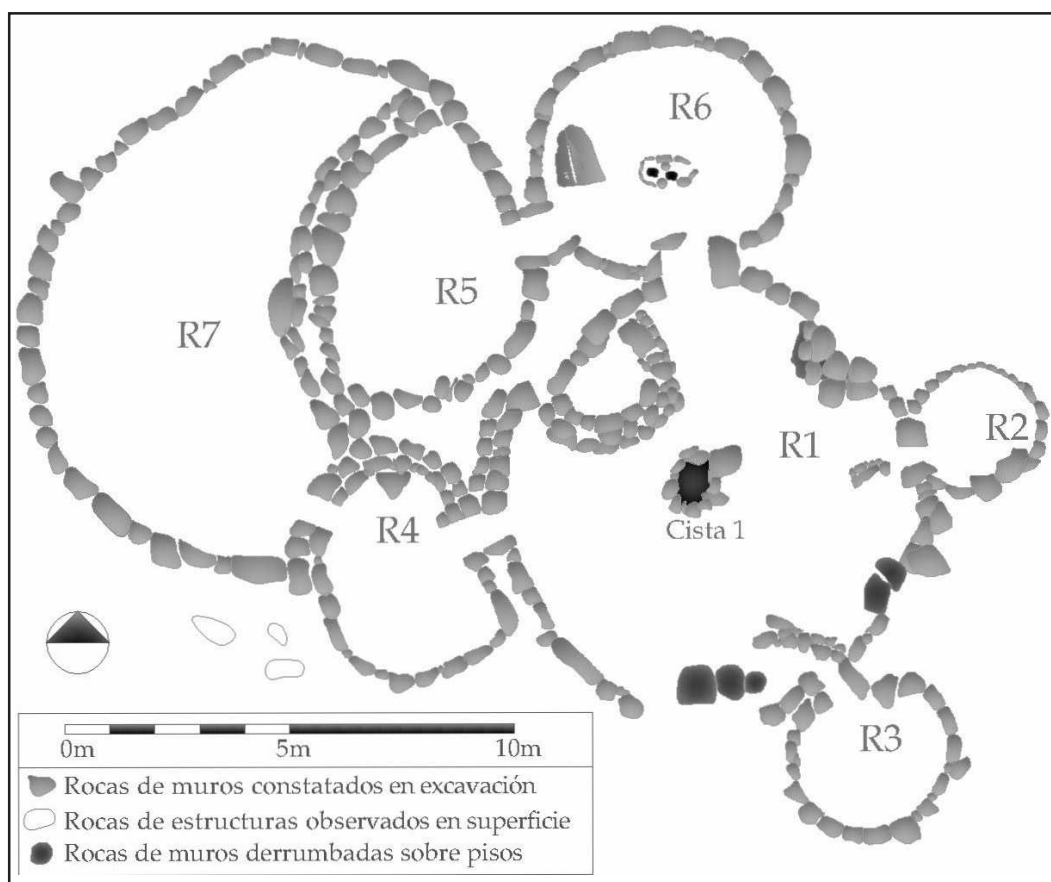 R6
R5
R7
R1
R2
R4
Cista 1
R3
0m 5m 10m
Rocas de muros constatados en excavación
Rocas de estructuras observados en superficie
Rocas de muros derrumbadas sobre pisos